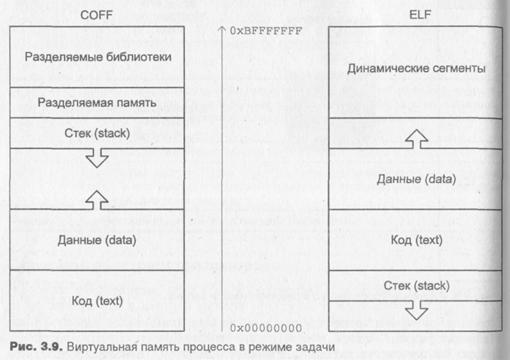 COFF
ELF
Разделяемые библиотеки
Разделяемая память
Стек (stack)
Данные (data)
Код (text)
0xBFFFFFFF
0x00000000
Динамические сегменты
Данные (data)
Код (text)
Стек (stack)
Рис. 3.9. Виртуальная память процесса в режиме задачи